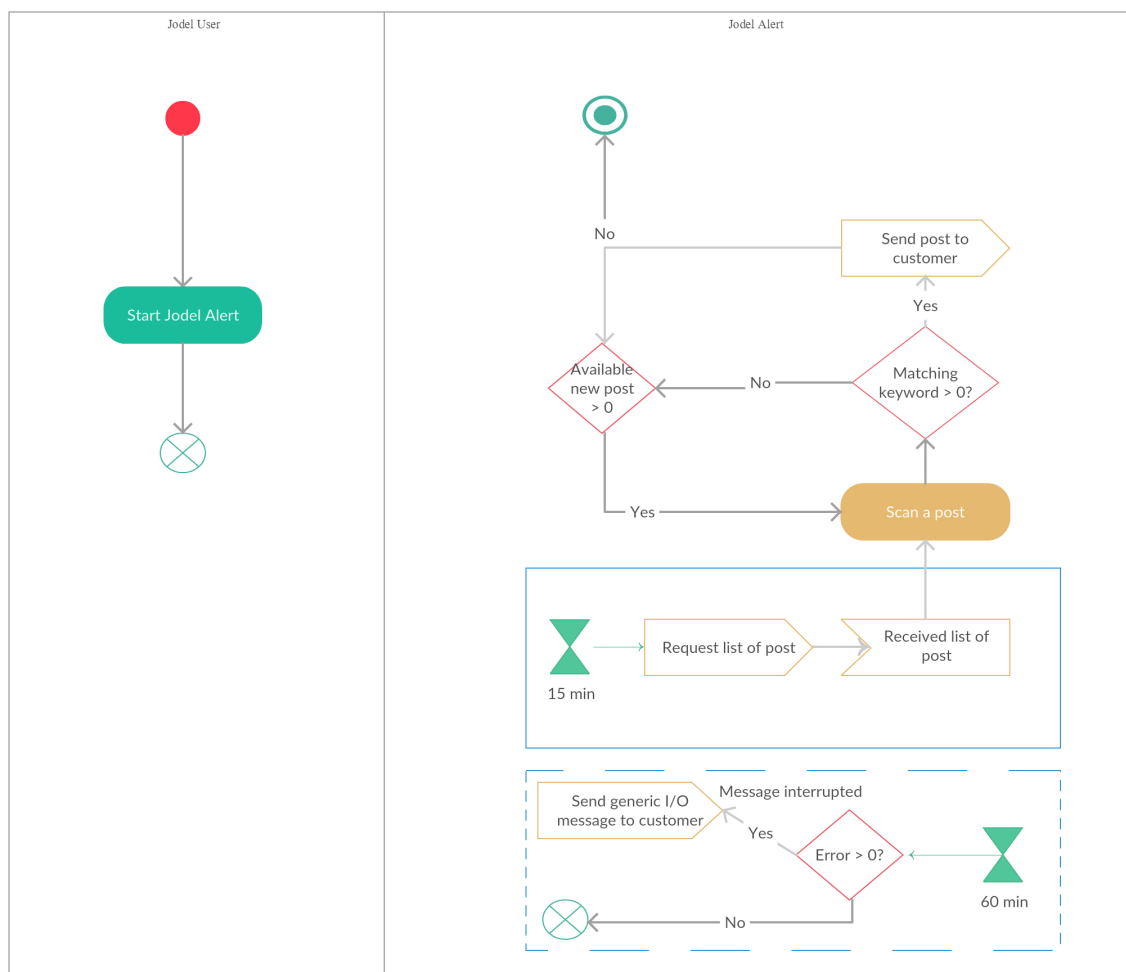 Jodel User
Jodel Alert
No
Send post to
customer
Yes
Start Jodel Alert
Available
new post
> 0
No
Matching
keyword > 0?
Yes
Scan a post
Request list of post
Received list of
post
15 min
Message interrupted
Send generic I/O
message to customer
Yes
Error > 0?
60 min
No